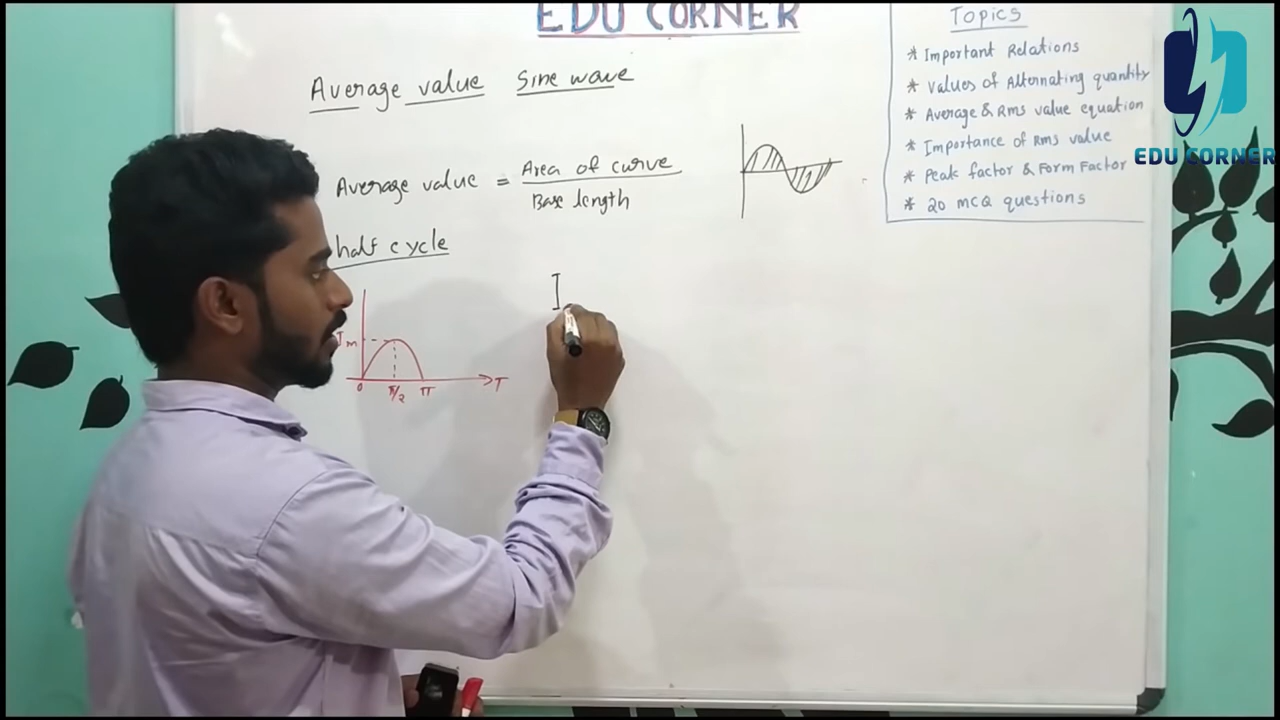 EDU CORNER
Average value Sine wave
Average value = Area of curve
Base length
half cycle
Im
0 π/2 π T
I
Topics
* Important Relations
* Values of Alternating quantity
* Average & Rms value equation
* Importance of Rms value
* Peak factor & Form Factor
* 20 MCQ questions
EDU CORNER